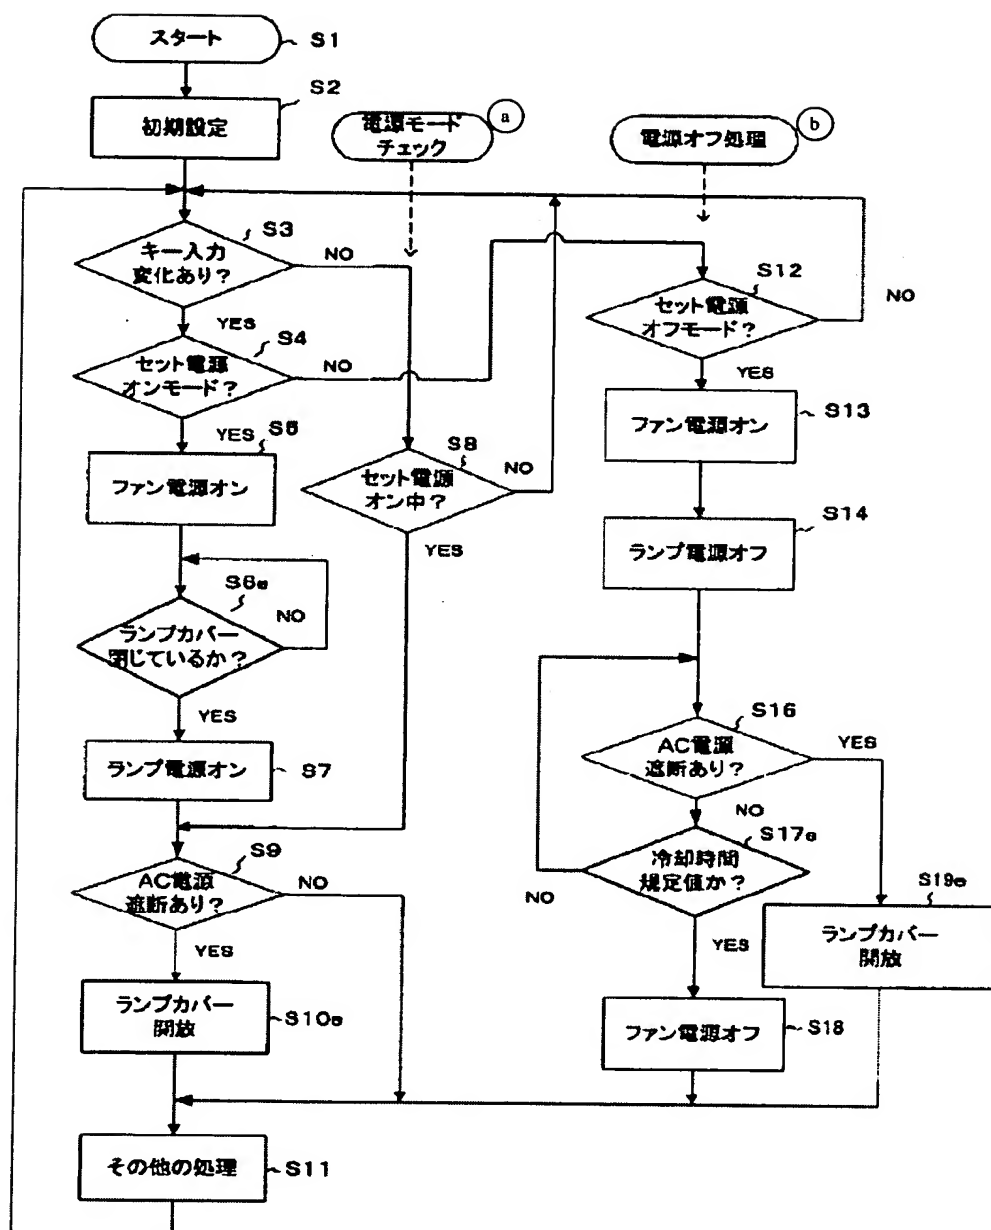 スタート
S1
S2
初期設定
電源モード
チェック
a
電源オフ処理
b
S3
キー入力
変化あり？
NO
YES
S4
セット電源
オンモード？
NO
YES
S5
ファン電源オン
S8
セット電源
オン中？
NO
YES
S6e
ランプカバー
閉じているか？
NO
YES
ランプ電源オン
S7
S9
AC電源
遮断あり？
NO
YES
ランプカバー
開放
S10e
その他の処理
S11
S12
セット電源
オフモード？
NO
YES
ファン電源オン
S13
S14
ランプ電源オフ
S16
AC電源
遮断あり？
YES
NO
S17e
冷却時間
規定値か？
NO
YES
S19e
ランプカバー
開放
ファン電源オフ
S18